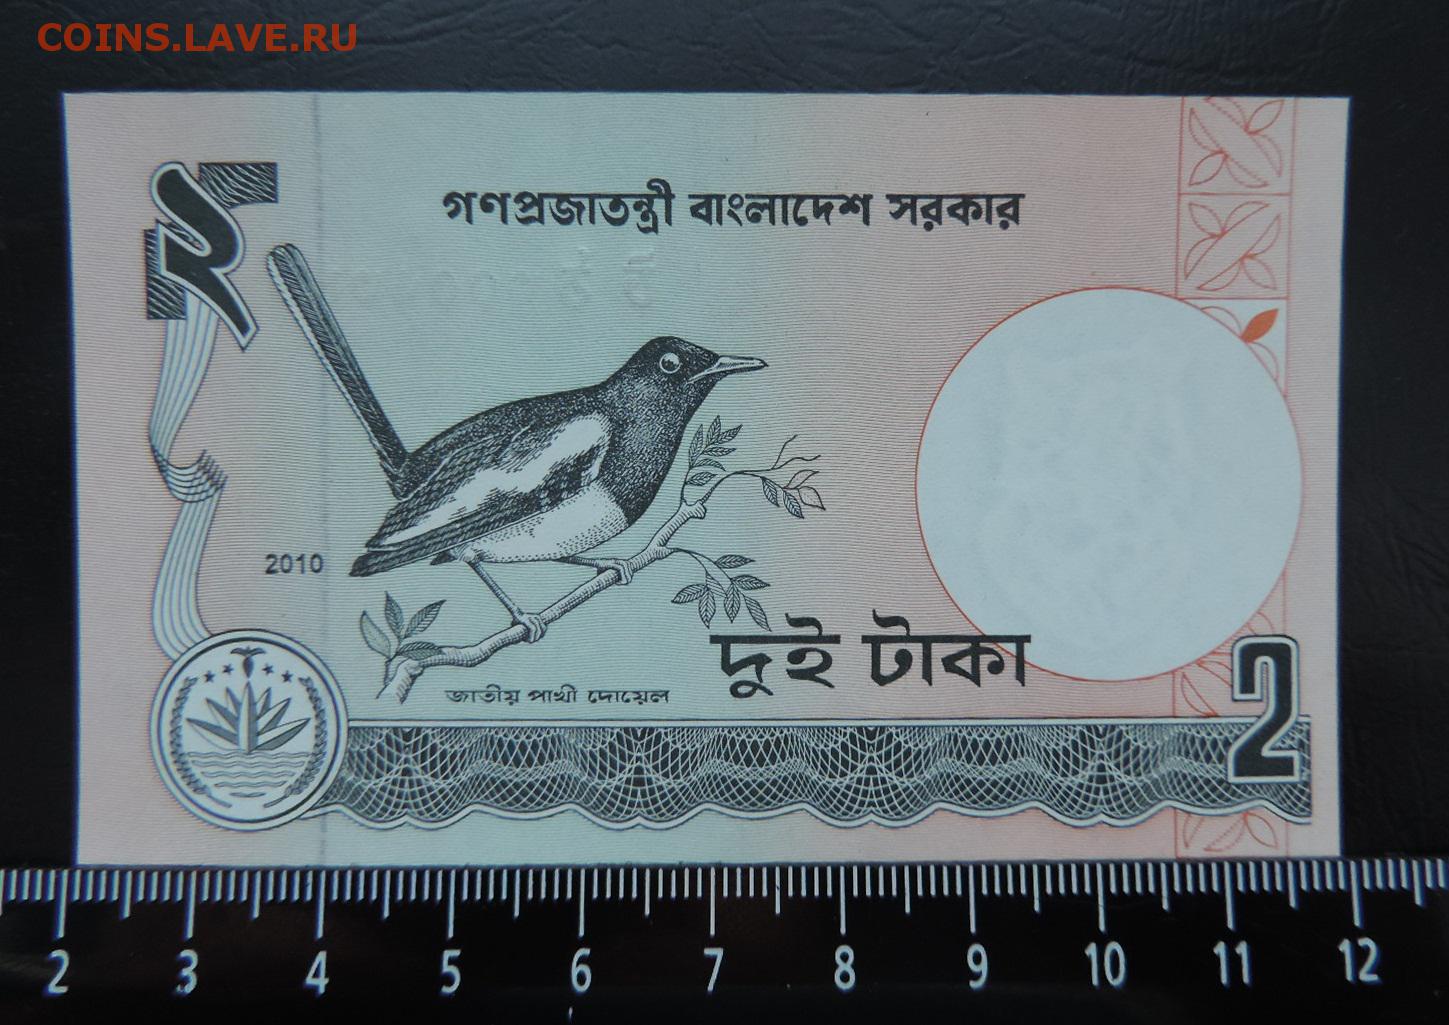 COINS.LAVE.RU
২
গণপ্রজাতন্ত্রী বাংলাদেশ সরকার
2010
দুই টাকা
জাতীয় পাখী দোয়েল
2
2 3 4 5 6 7 8 9 10 11 12